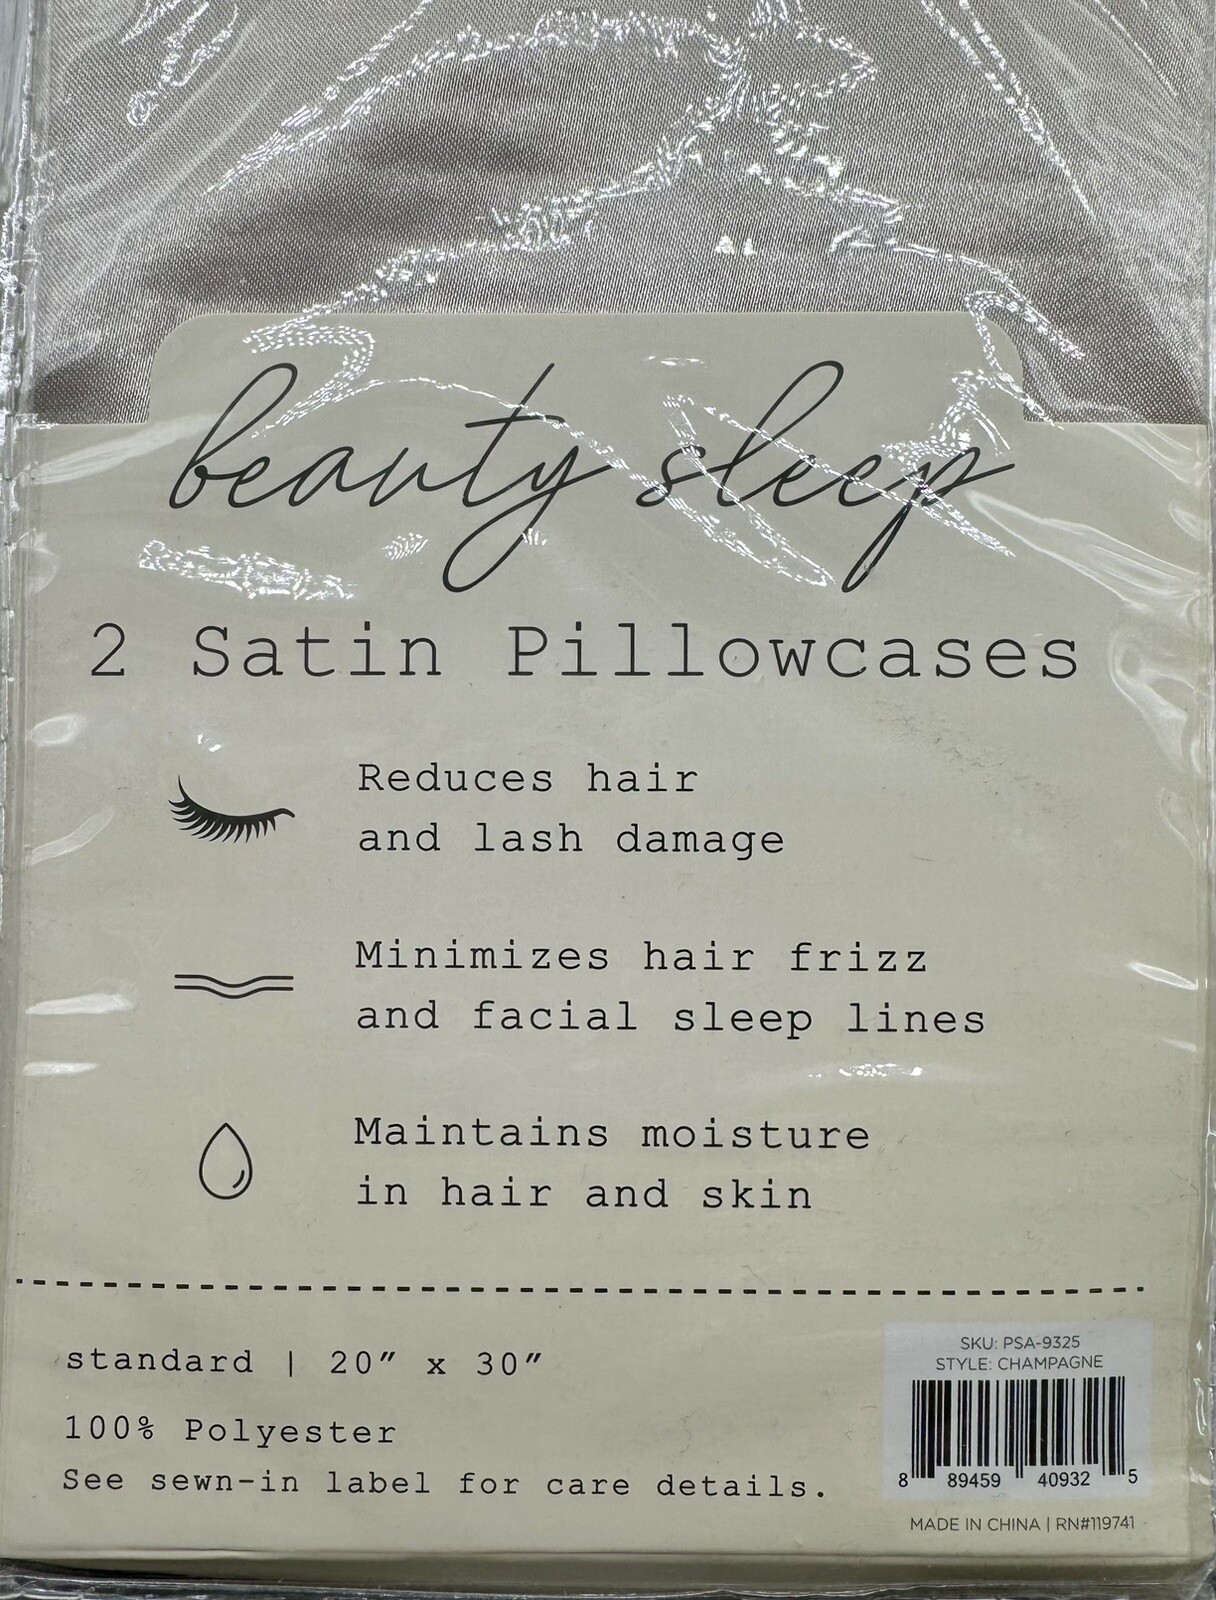 beauty sleep
2 Satin Pillowcases
Reduces hair
and lash damage
Minimizes hair frizz
and facial sleep lines
Maintains moisture
in hair and skin
standard | 20″ x 30″
100% Polyester
See sewn-in label for care details.
SKU: PSA-9325
STYLE: CHAMPAGNE
8 89459 40932 5
MADE IN CHINA | RN#119741